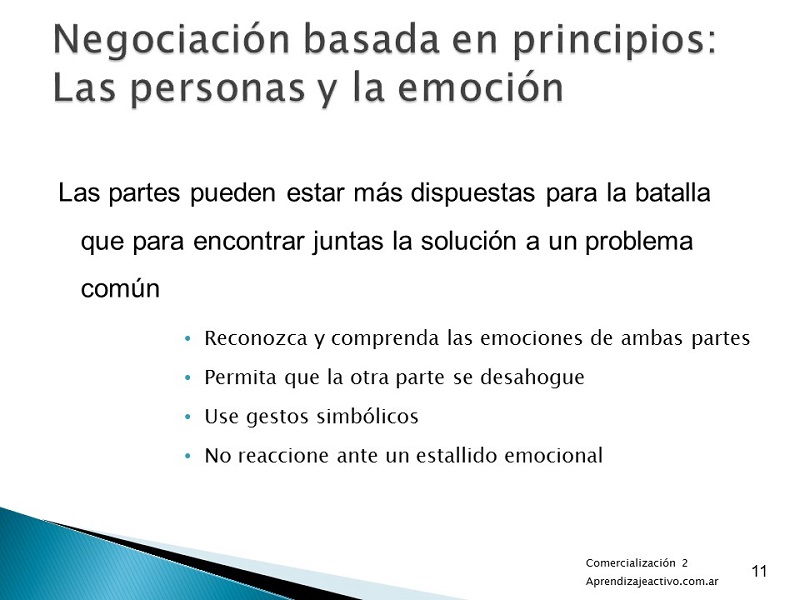 Negociación basada en principios:
Las personas y la emoción
Las partes pueden estar más dispuestas para la batalla
que para encontrar juntas la solución a un problema
común
• Reconozca y comprenda las emociones de ambas partes
• Permita que la otra parte se desahogue
• Use gestos simbólicos
• No reaccione ante un estallido emocional
Comercialización 2
Aprendizajeactivo.com.ar
11